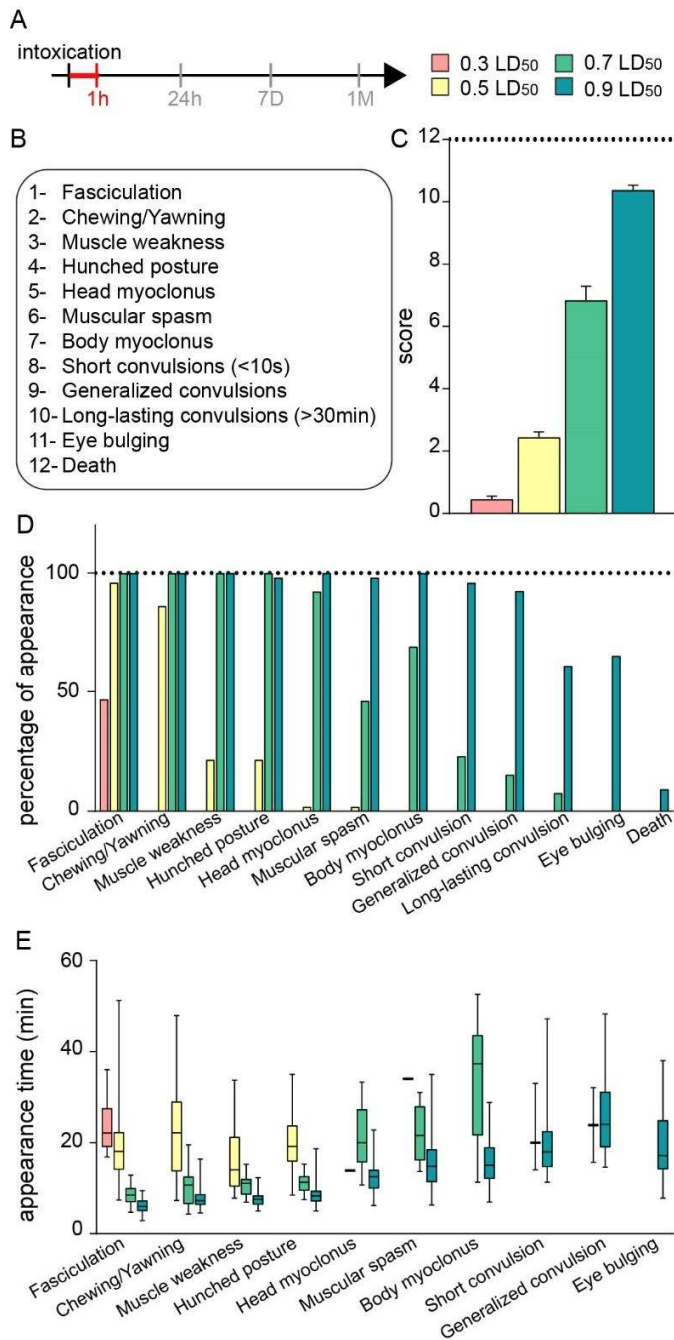 A
intoxication
1h 24h 7D 1M
0.3 LD50 0.7 LD50
0.5 LD50 0.9 LD50
B
1- Fasciculation
2- Chewing/Yawning
3- Muscle weakness
4- Hunched posture
5- Head myoclonus
6- Muscular spasm
7- Body myoclonus
8- Short convulsions (<10s)
9- Generalized convulsions
10- Long-lasting convulsions (>30min)
11- Eye bulging
12- Death
C
score
12
10
8
6
4
2
0
D
percentage of appearance
100
50
0
Fasciculation
Chewing/Yawning
Muscle weakness
Hunched posture
Head myoclonus
Muscular spasm
Body myoclonus
Short convulsion
Generalized convulsion
Long-lasting convulsion
Eye bulging
Death
E
appearance time (min)
60
40
20
0
Fasciculation
Chewing/Yawning
Muscle weakness
Hunched posture
Head myoclonus
Muscular spasm
Body myoclonus
Short convulsion
Generalized convulsion
Eye bulging